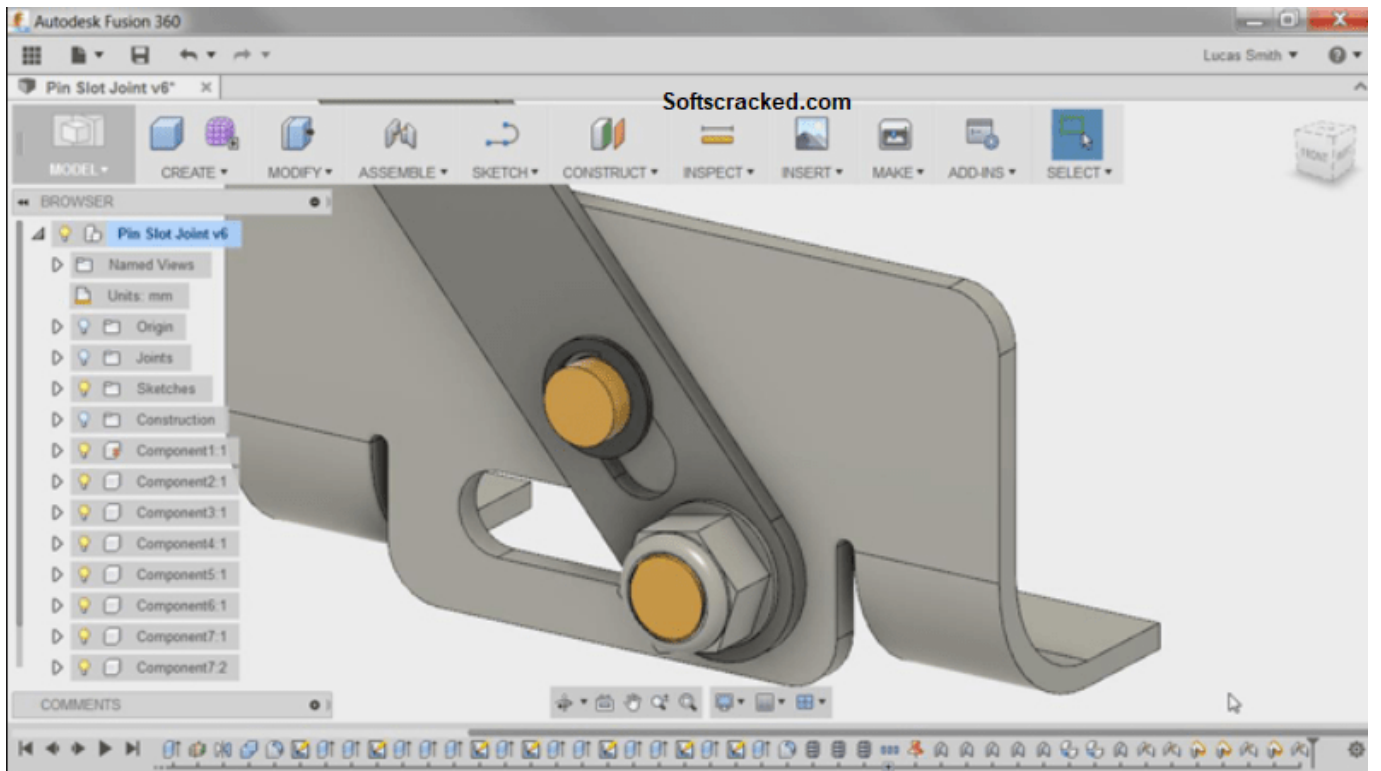 Autodesk Fusion 360
Lucas Smith
Pin Slot Joint v6*
Softscracked.com
MODEL
CREATE
MODIFY
ASSEMBLE
SKETCH
CONSTRUCT
INSPECT
INSERT
MAKE
ADD-INS
SELECT
FRONT
BROWSER
Pin Slot Joint v6
Named Views
Units: mm
Origin
Joints
Sketches
Construction
Component1:1
Component2:1
Component3:1
Component4:1
Component5:1
Component6:1
Component7:1
Component7:2
COMMENTS